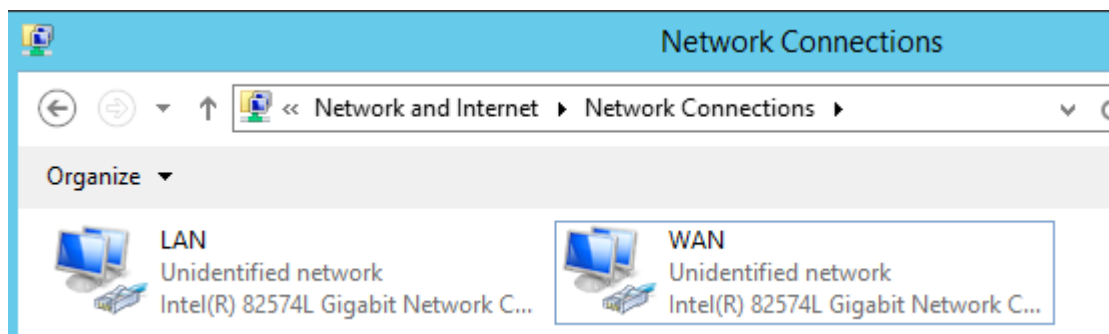 Network Connections
« Network and Internet ▸ Network Connections ▸
Organize
LAN
Unidentified network
Intel(R) 82574L Gigabit Network C...
WAN
Unidentified network
Intel(R) 82574L Gigabit Network C...